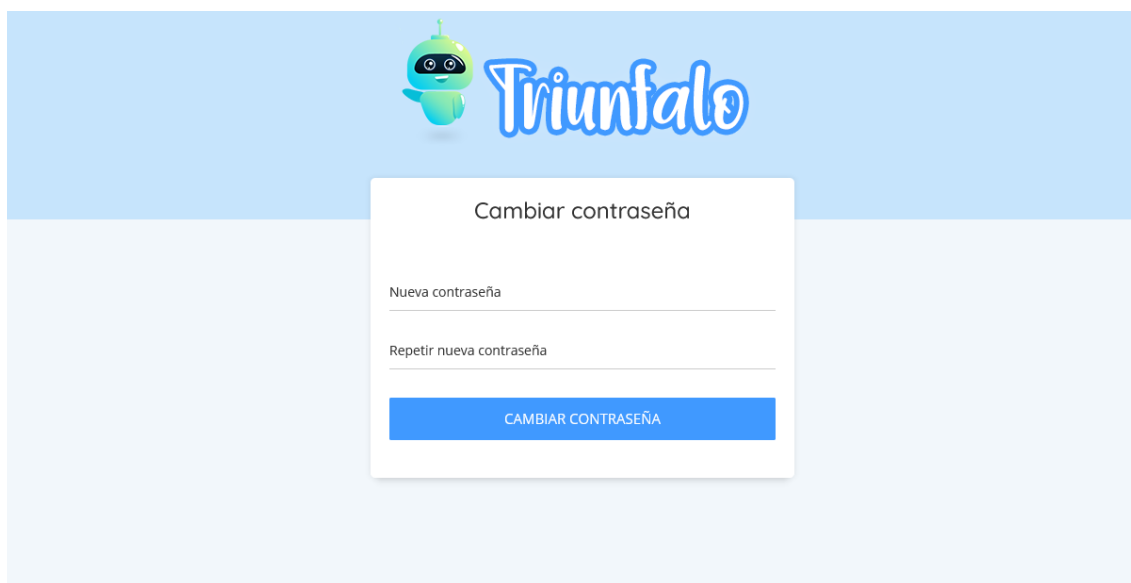 Triunfalo
Cambiar contraseña
Nueva contraseña
Repetir nueva contraseña
CAMBIAR CONTRASEÑA